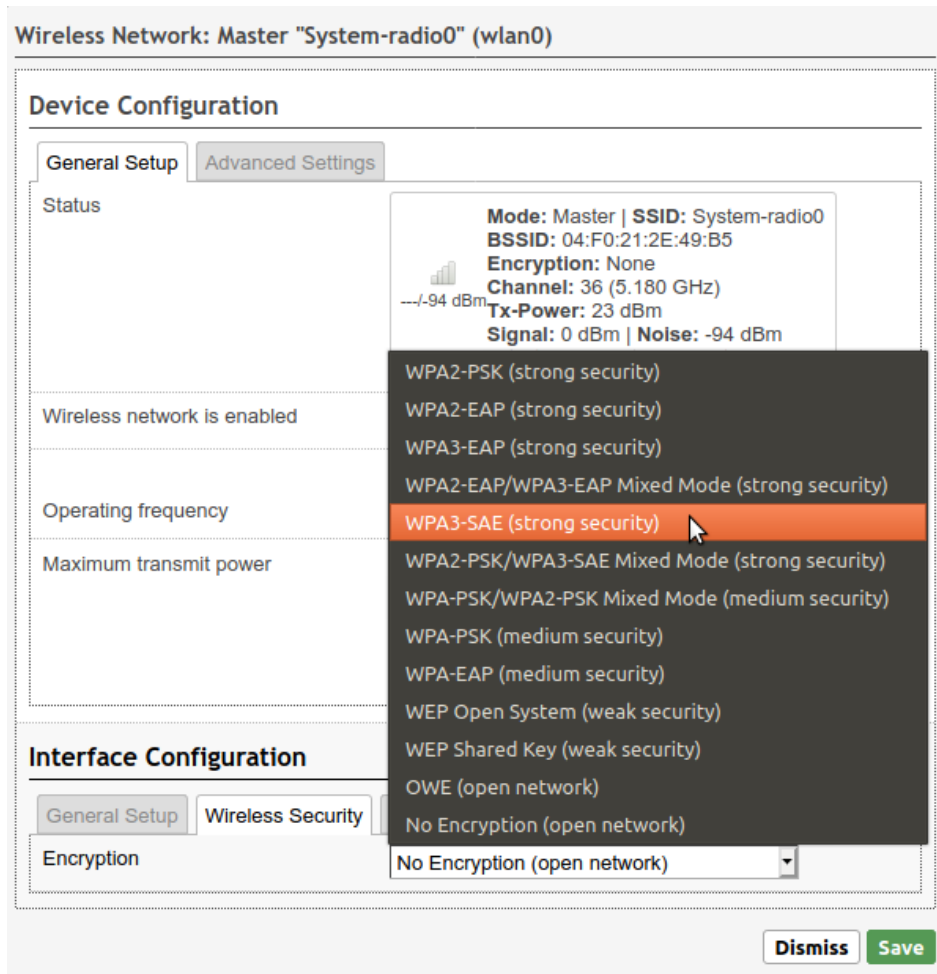 Wireless Network: Master "System-radio0" (wlan0)
Device Configuration
General Setup
Advanced Settings
Status
Mode: Master | SSID: System-radio0
BSSID: 04:F0:21:2E:49:B5
Encryption: None
Channel: 36 (5.180 GHz)
---/-94 dBm
Tx-Power: 23 dBm
Signal: 0 dBm | Noise: -94 dBm
Wireless network is enabled
Operating frequency
Maximum transmit power
WPA2-PSK (strong security)
WPA2-EAP (strong security)
WPA3-EAP (strong security)
WPA2-EAP/WPA3-EAP Mixed Mode (strong security)
WPA3-SAE (strong security)
WPA2-PSK/WPA3-SAE Mixed Mode (strong security)
WPA-PSK/WPA2-PSK Mixed Mode (medium security)
WPA-PSK (medium security)
WPA-EAP (medium security)
WEP Open System (weak security)
WEP Shared Key (weak security)
OWE (open network)
No Encryption (open network)
Interface Configuration
General Setup
Wireless Security
Encryption
No Encryption (open network)
Dismiss
Save